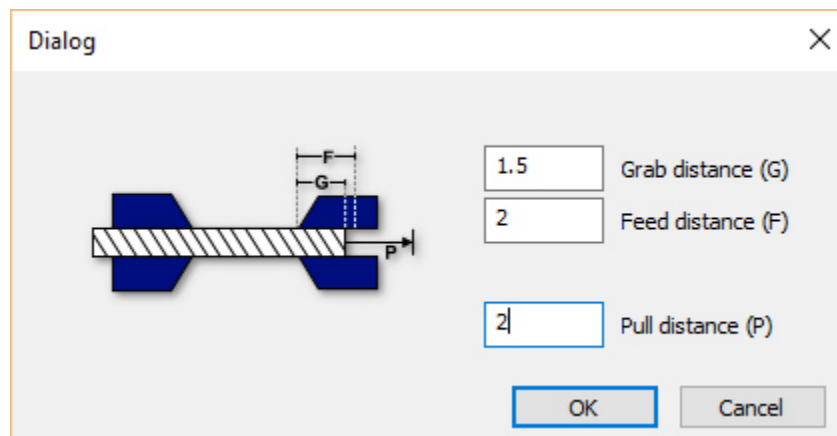 Dialog
F
G
P
1.5 Grab distance (G)
2 Feed distance (F)
2 Pull distance (P)
OK Cancel